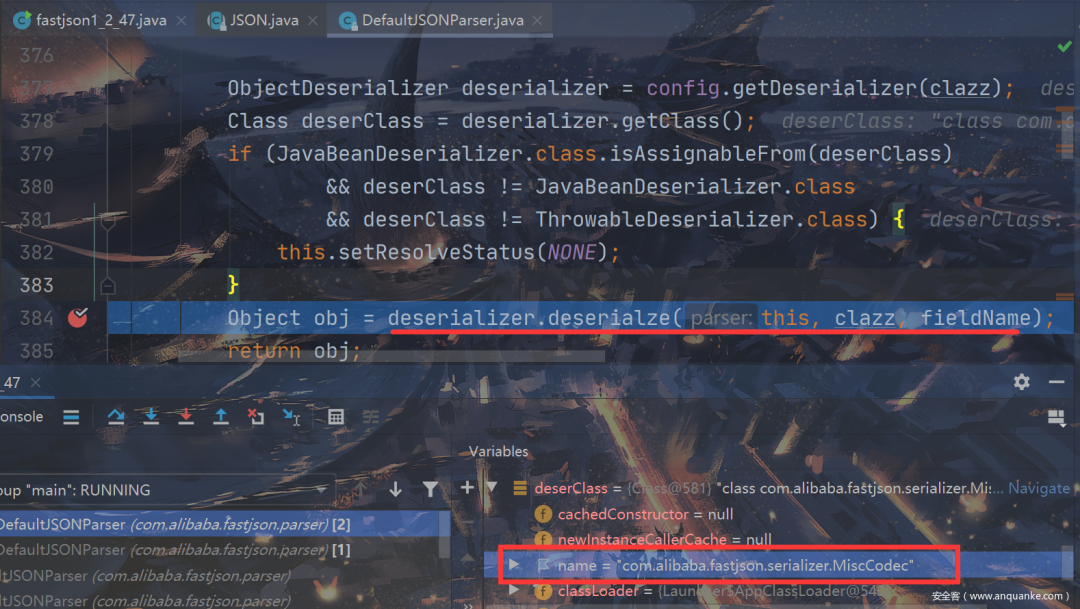 fastjson1_2_47.java × JSON.java × DefaultJSONParser.java ×
376
377 ObjectDeserializer deserializer = config.getDeserializer(clazz); des
378 Class deserClass = deserializer.getClass(); deserClass: "class com.a
379 if (JavaBeanDeserializer.class.isAssignableFrom(deserClass)
380 && deserClass != JavaBeanDeserializer.class
381 && deserClass != ThrowableDeserializer.class) { deserClass:
382 this.setResolveStatus(NONE);
383 }
384 Object obj = deserializer.deserialze( parser: this, clazz, fieldName);
385 return obj;
_47 ×
onsole
Variables
oup "main": RUNNING
deserClass = {Class@581} "class com.alibaba.fastjson.serializer.Mis... Navigate
DefaultJSONParser (com.alibaba.fastjson.parser) [2]
cachedConstructor = null
DefaultJSONParser (com.alibaba.fastjson.parser) [1]
newInstanceCallerCache = null
ltJSONParser (com.alibaba.fastjson.parser)
name = "com.alibaba.fastjson.serializer.MiscCodec"
ltJSONParser (com.alibaba.fastjson.parser)
classLoader = {Launcher$AppClassLoader@54
安全客（www.anquanke.com）